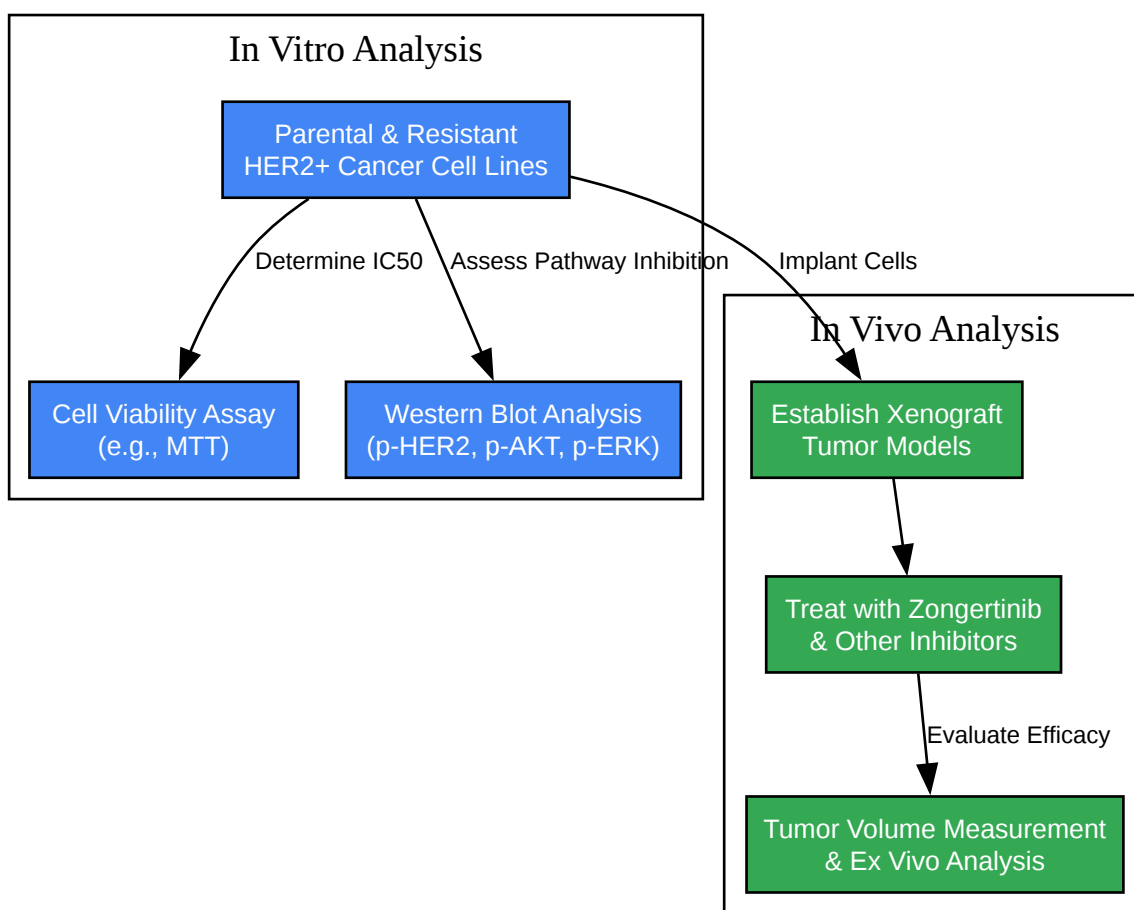 In Vitro Analysis
Parental & Resistant
HER2+ Cancer Cell Lines
Determine IC50
Assess Pathway Inhibition
Implant Cells
Cell Viability Assay
(e.g., MTT)
Western Blot Analysis
(p-HER2, p-AKT, p-ERK)
In Vivo Analysis
Establish Xenograft
Tumor Models
Treat with Zongertinib
& Other Inhibitors
Evaluate Efficacy
Tumor Volume Measurement
& Ex Vivo Analysis